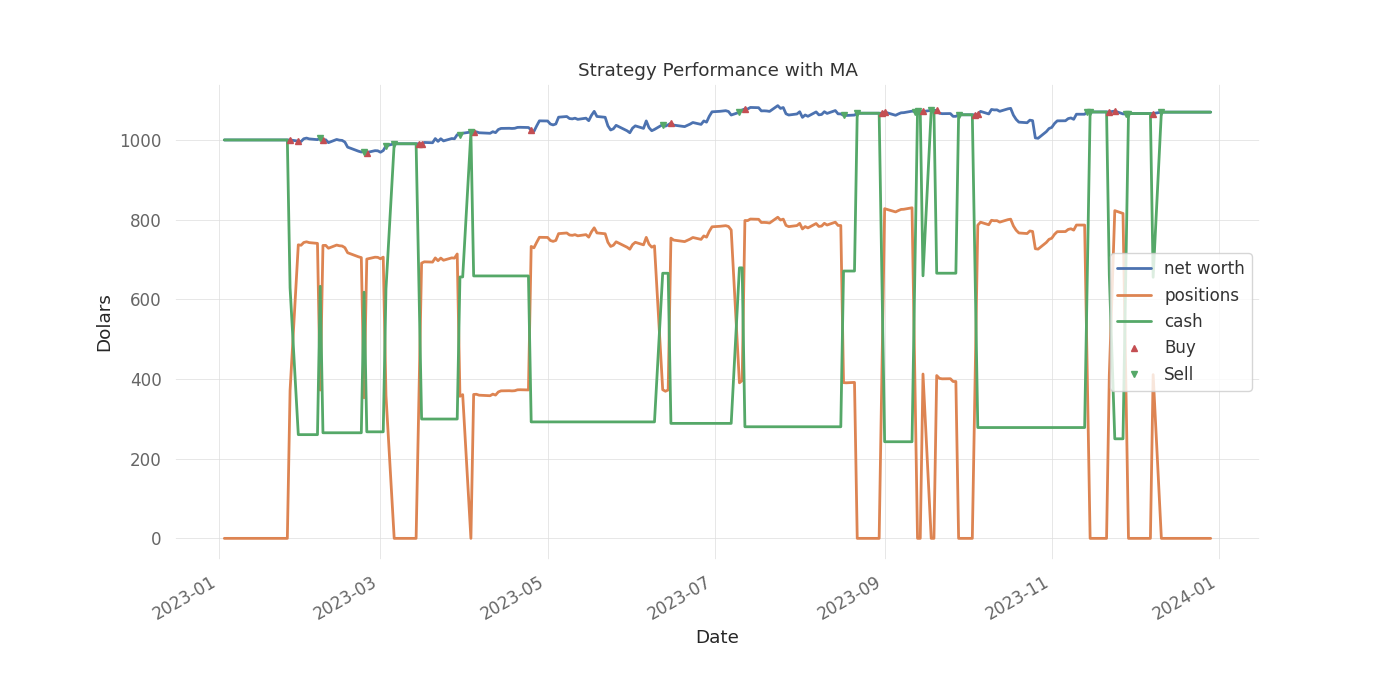 Strategy Performance with MA
Dolars
1000
800
600
400
200
0
net worth
positions
cash
Buy
Sell
2023-01
2023-03
2023-05
2023-07
2023-09
2023-11
2024-01
Date